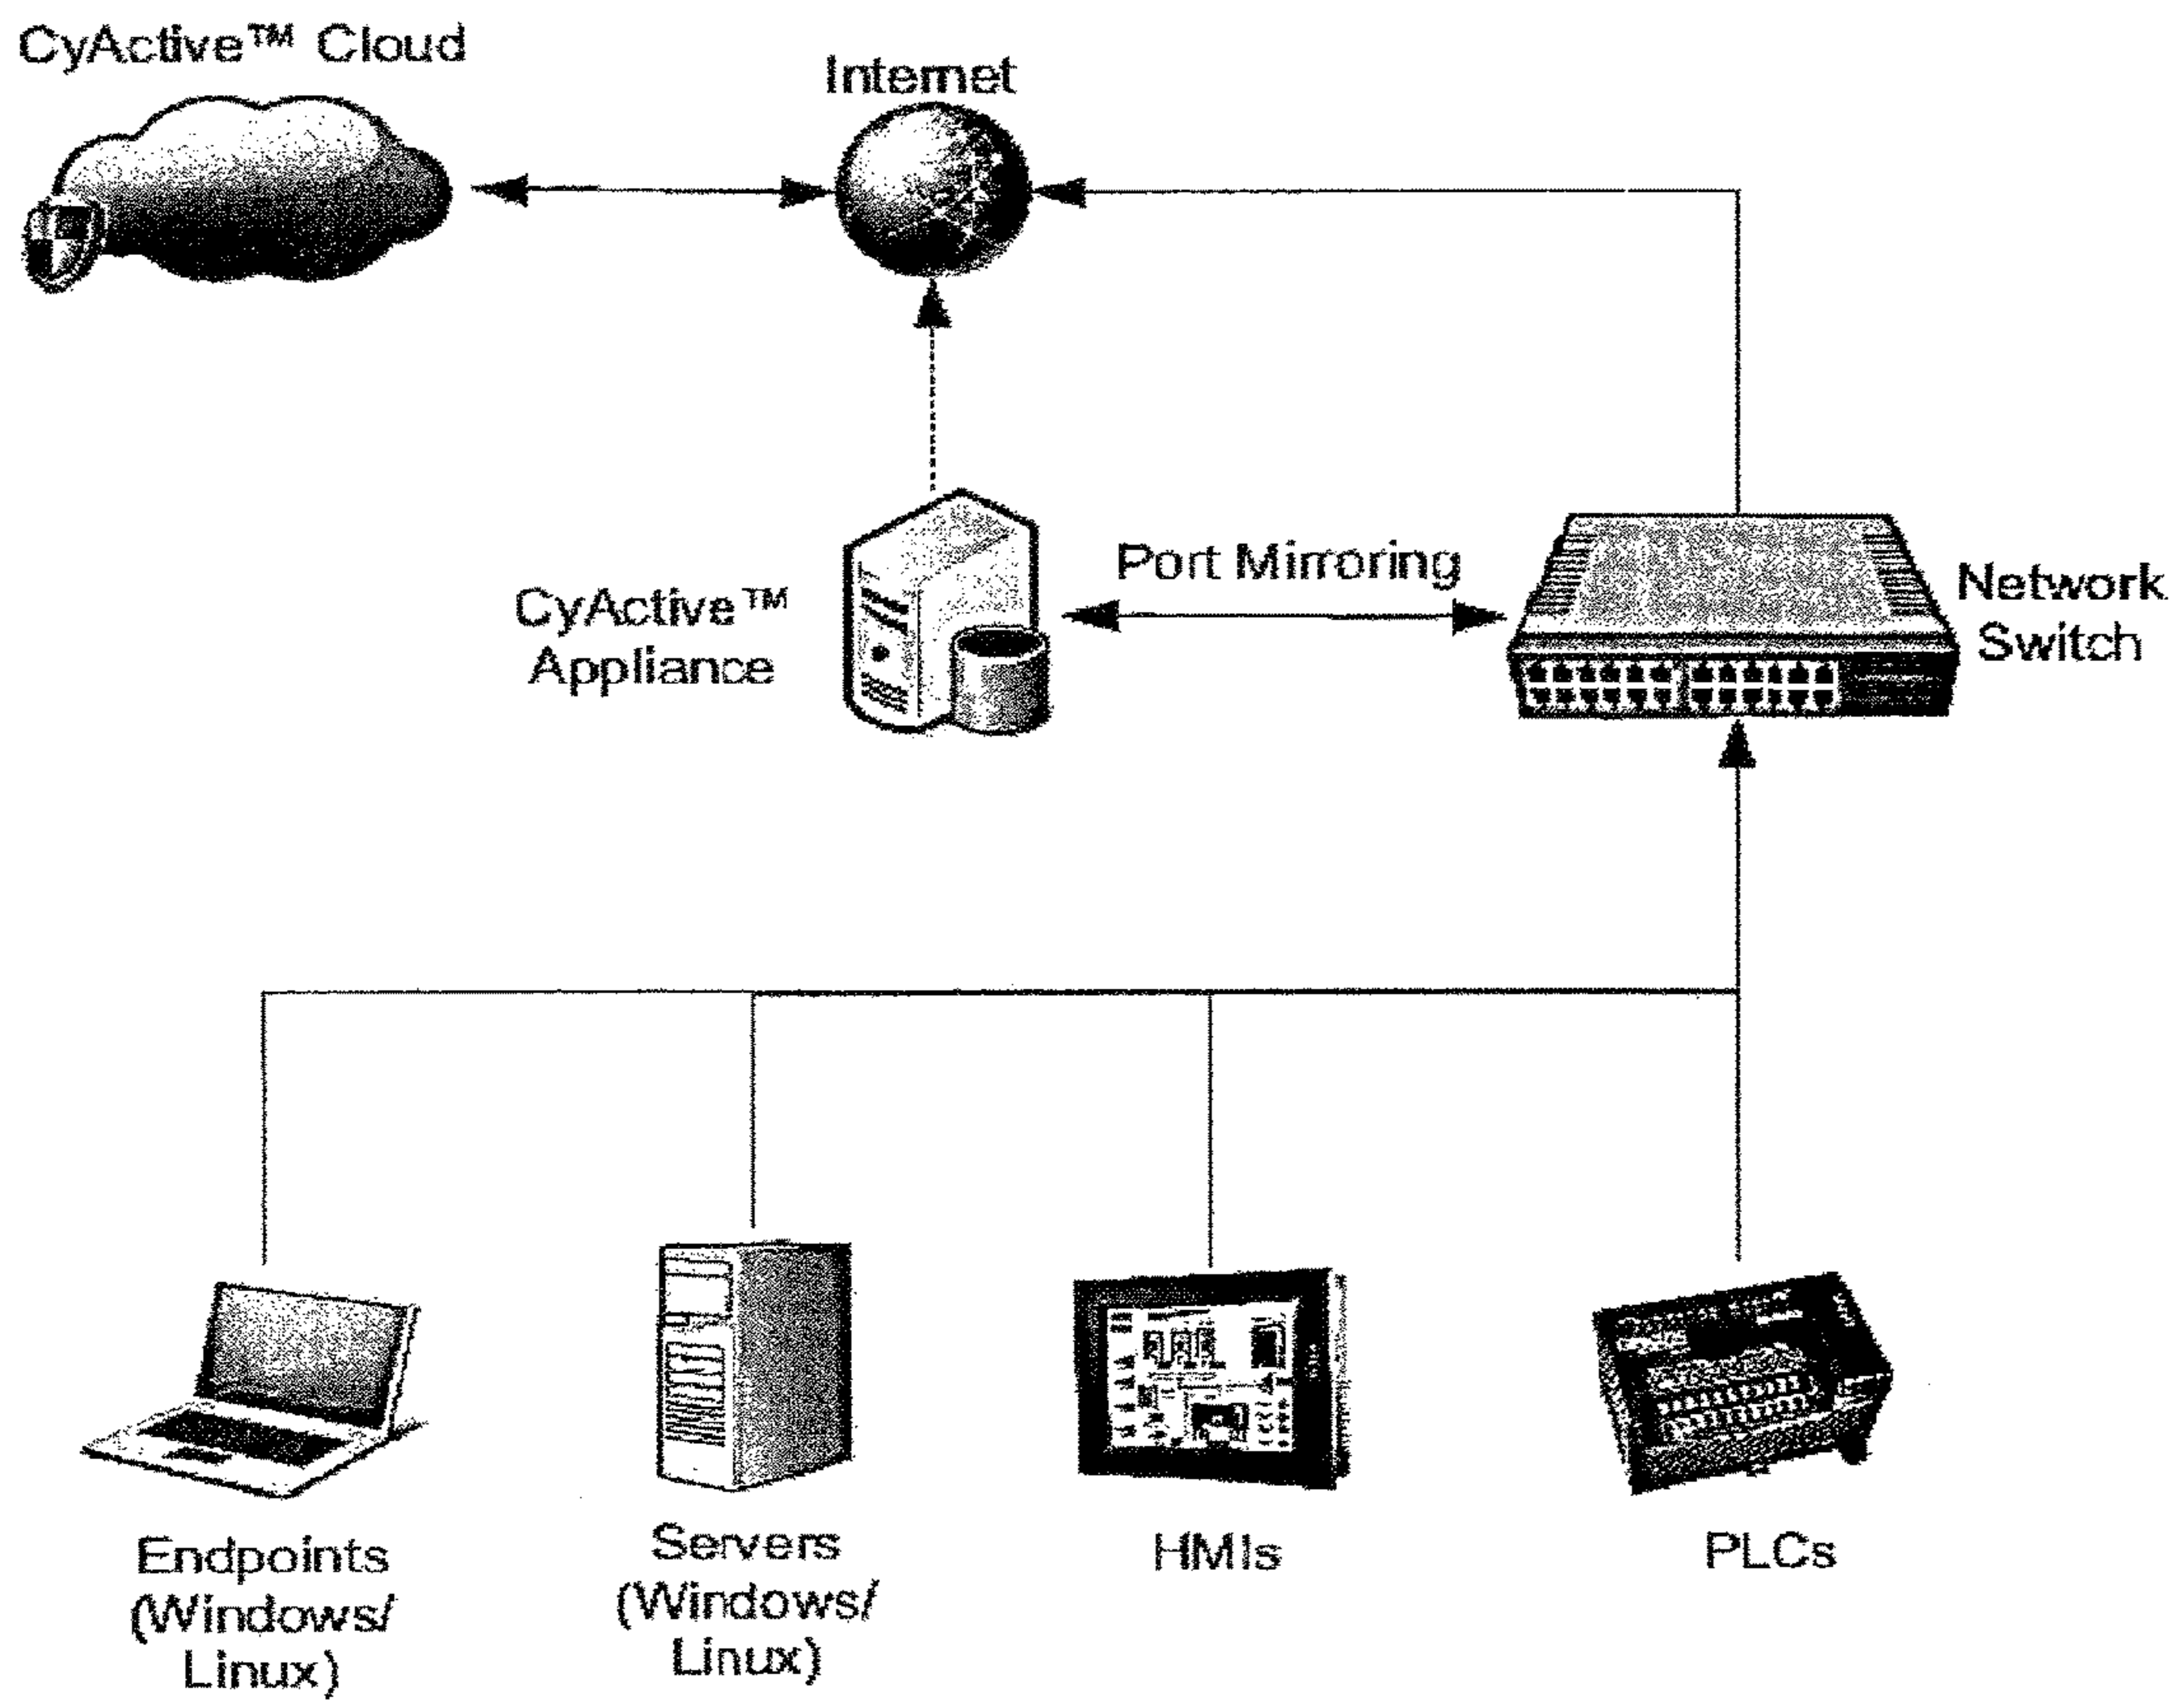 CyActive™ Cloud
Internet
Port Mirroring
CyActive™
Appliance
Network
Switch
Endpoints
(Windows/
Linux)
Servers
(Windows/
Linux)
HMIs
PLCs